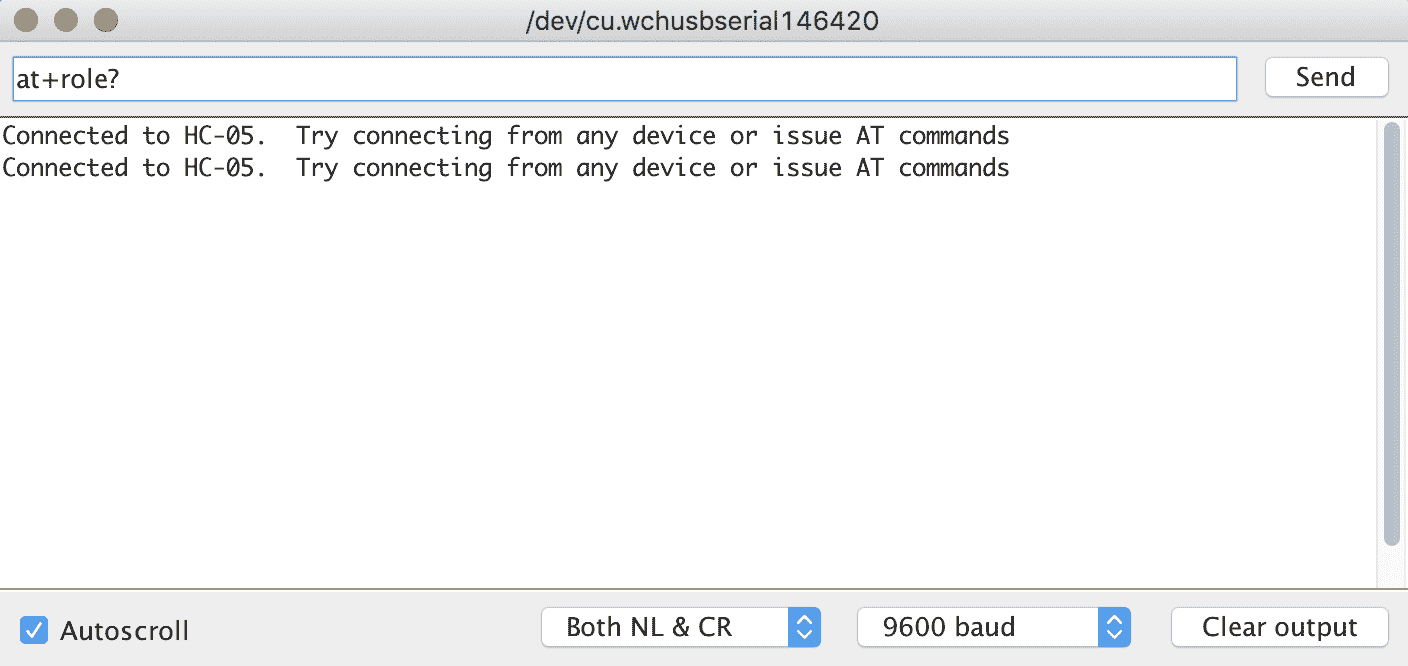 /dev/cu.wchusbserial146420
at+role?
Send
Connected to HC-05.  Try connecting from any device or issue AT commands
Connected to HC-05.  Try connecting from any device or issue AT commands
Autoscroll
Both NL & CR
9600 baud
Clear output